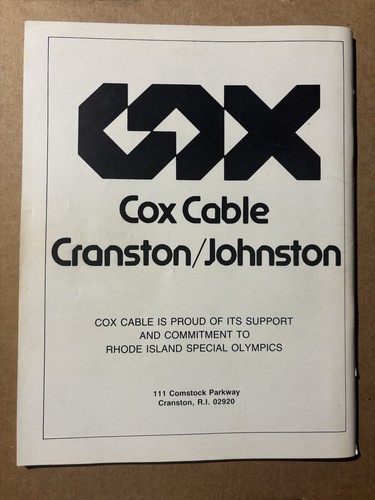 COX
Cox Cable
Cranston/Johnston
COX CABLE IS PROUD OF ITS SUPPORT
AND COMMITMENT TO
RHODE ISLAND SPECIAL OLYMPICS
111 Comstock Parkway
Cranston, R.I. 02920